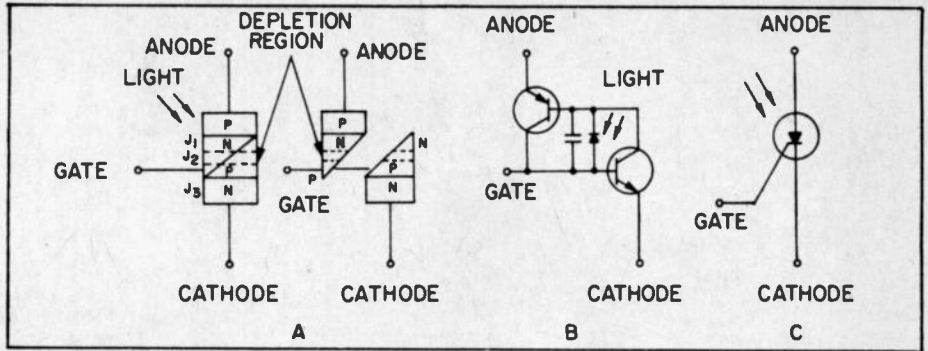 DEPLETION
REGION
ANODE
ANODE
LIGHT
P
J1
N
J2
P
J3
N
GATE
CATHODE
N
P
N
P
GATE
CATHODE
A
ANODE
LIGHT
GATE
CATHODE
B
ANODE
GATE
CATHODE
C